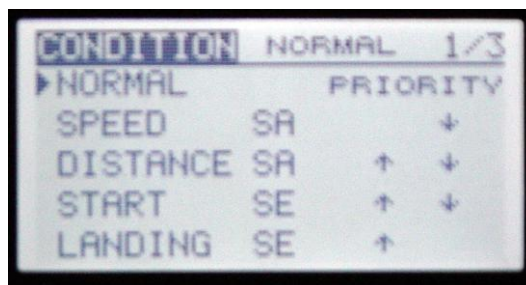 CONDITION NORMAL 1/3
▶NORMAL PRIORITY
SPEED SA ↓
DISTANCE SA ↑ ↓
START SE ↑ ↓
LANDING SE ↑